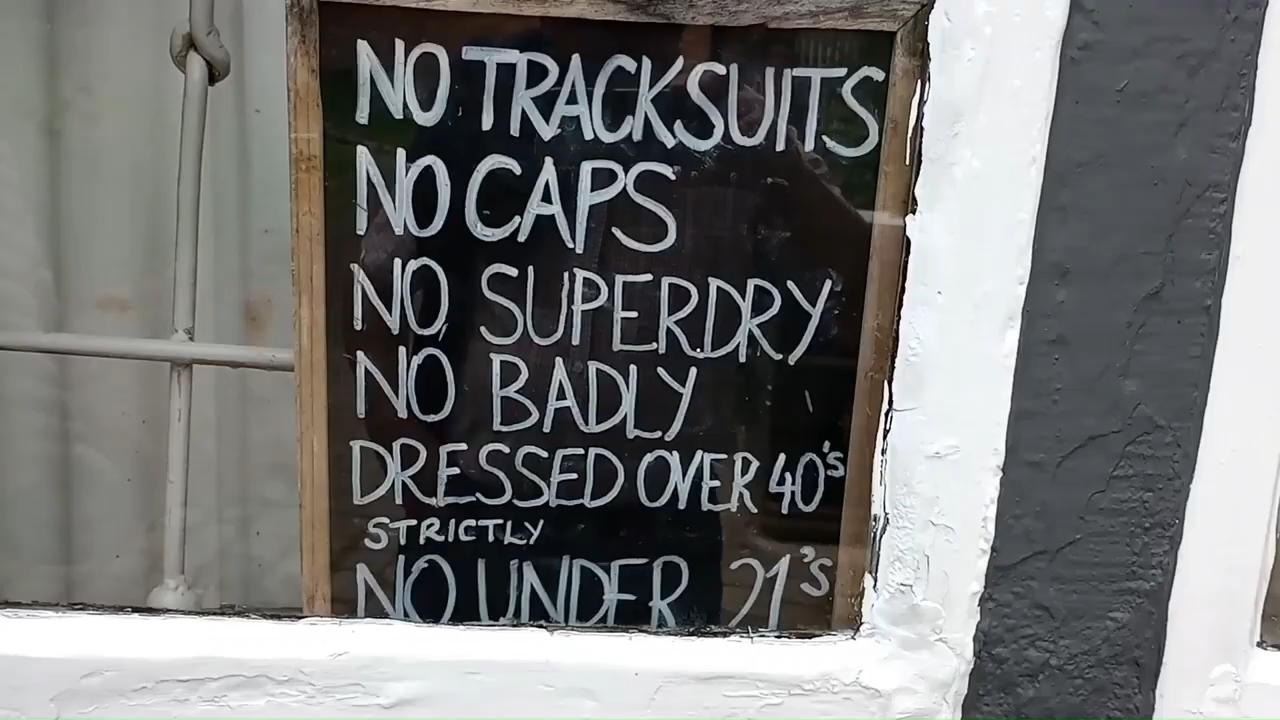 NO TRACKSUITS
NO CAPS
NO SUPERDRY
NO BADLY
DRESSED OVER 40's
STRICTLY
NO UNDER 21's